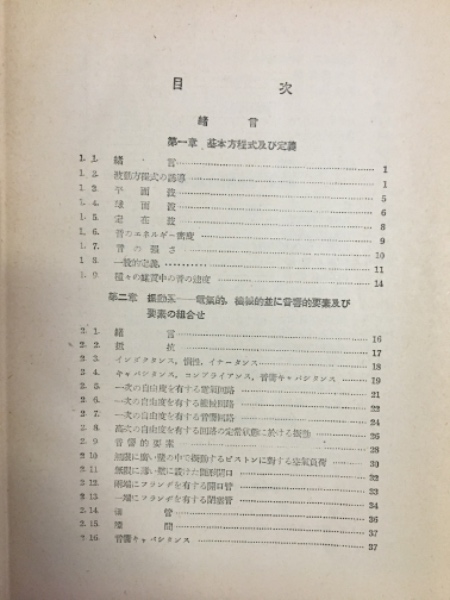 目 次
緒 言
第一章 基本方程式及び定義
1. 1. 緒 言 1
1. 3. 波動方程式の誘導 1
1. 2. 平面波 5
1. 4. 球面波 6
1. 5. 定在波 8
1. 6. 音のエネルギー密度 9
1. 7. 音の强さ 10
1. 8. 一般的定義 11
1. 9. 種々の媒質中の音の速度 14
第二章 振動系——電氣的, 機械的並に音響的要素及び
要素の組合せ
2. 1. 緒 言 16
2. 2. 抵 抗 17
2. 3. インダクタンス, 惰性, イナータンス 18
2. 4. キャパシタンス, コンプライアンス, 音響キャパシタンス 19
2. 5. 一次の自由度を有する電氣回路 21
2. 6. 一次の自由度を有する機械回路 22
2. 7. 一次の自由度を有する音響回路 24
2. 8. 高次の自由度を有する回路の定常狀態に於ける振動 26
2. 9 音響的要素 28
2. 10 無限に廣い壁の中で振動するピストンに對する空氣負荷 30
2. 11 無限に薄い壁に設けた圓形開口 32
2. 12 兩端にフランヂを有する開口管 34
2. 13 一端にフランヂを有する閉塞管 34
2. 14 管 36
2. 15. 間 37
2. 16. 音響キャパシタンス 37